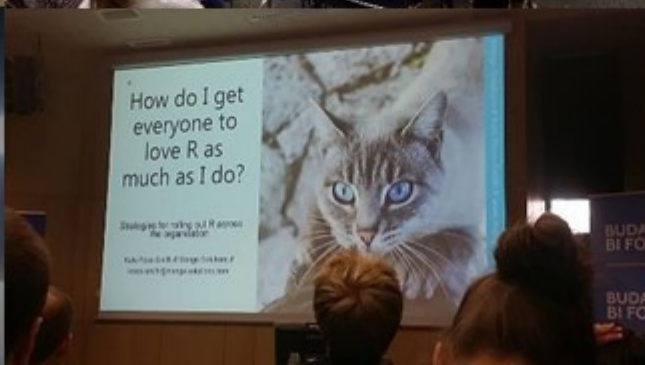 How do I get
everyone to
love R as
much as I do?
Strategies for rolling out R across
the organisation
BUDA
BI FO
BUDA
BI FO